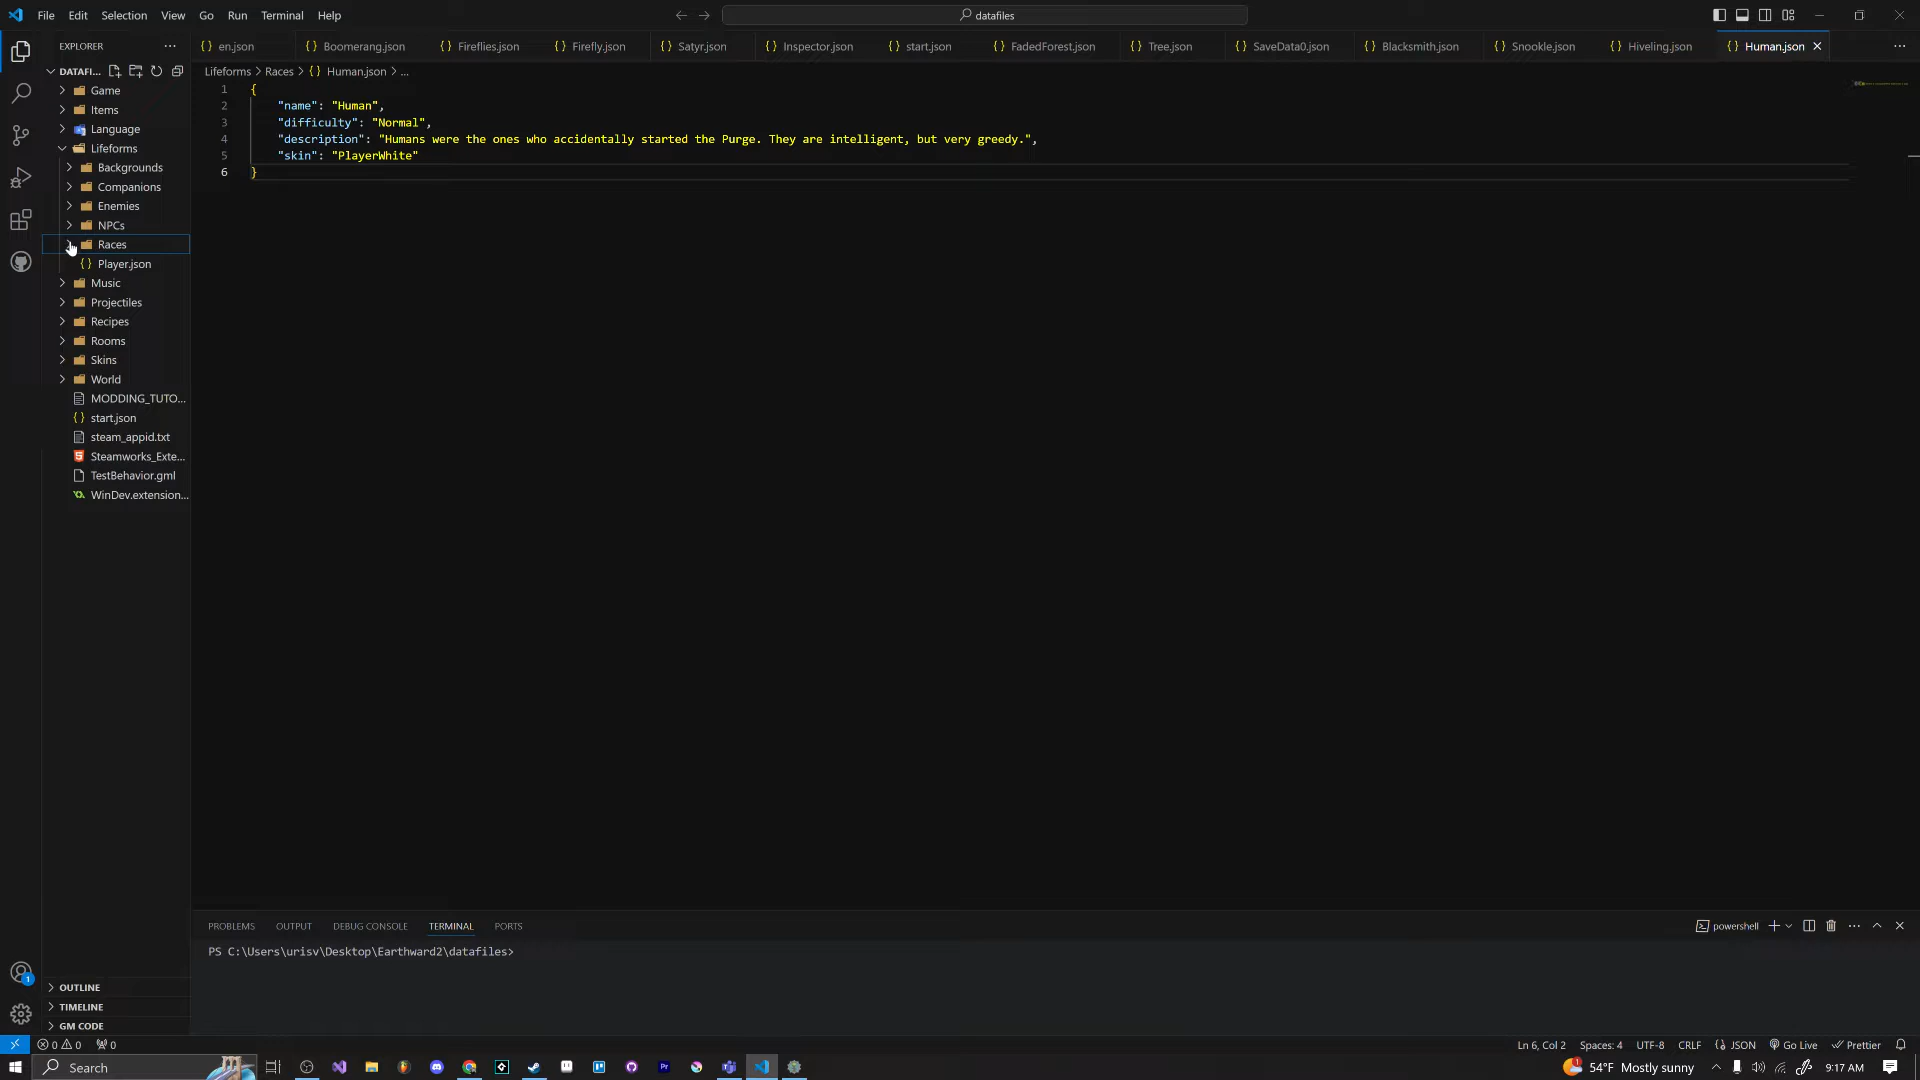 File Edit Selection View Go Run Terminal Help
datafiles
EXPLORER
en.json Boomerang.json Fireflies.json Firefly.json Satyr.json Inspector.json start.json FadedForest.json Tree.json SaveData0.json Blacksmith.json Snookle.json Hiveling.json Human.json
DATAFI...
Lifeforms > Races > {} Human.json > ...
Game
Items
Language
Lifeforms
Backgrounds
Companions
Enemies
NPCs
Races
Player.json
Music
Projectiles
Recipes
Rooms
Skins
World
MODDING_TUTO...
start.json
steam_appid.txt
Steamworks_Exte...
TestBehavior.gml
WinDev.extension...
1 {
2 "name": "Human",
3 "difficulty": "Normal",
4 "description": "Humans were the ones who accidentally started the Purge. They are intelligent, but very greedy.",
5 "skin": "PlayerWhite"
6 }
PROBLEMS OUTPUT DEBUG CONSOLE TERMINAL PORTS
powershell
PS C:\Users\urisv\Desktop\Earthward2\datafiles>
OUTLINE
TIMELINE
GM CODE
1
0 0 0
Ln 6, Col 2 Spaces: 4 UTF-8 CRLF {} JSON Go Live Prettier
Search
1 54°F Mostly sunny 9:17 AM